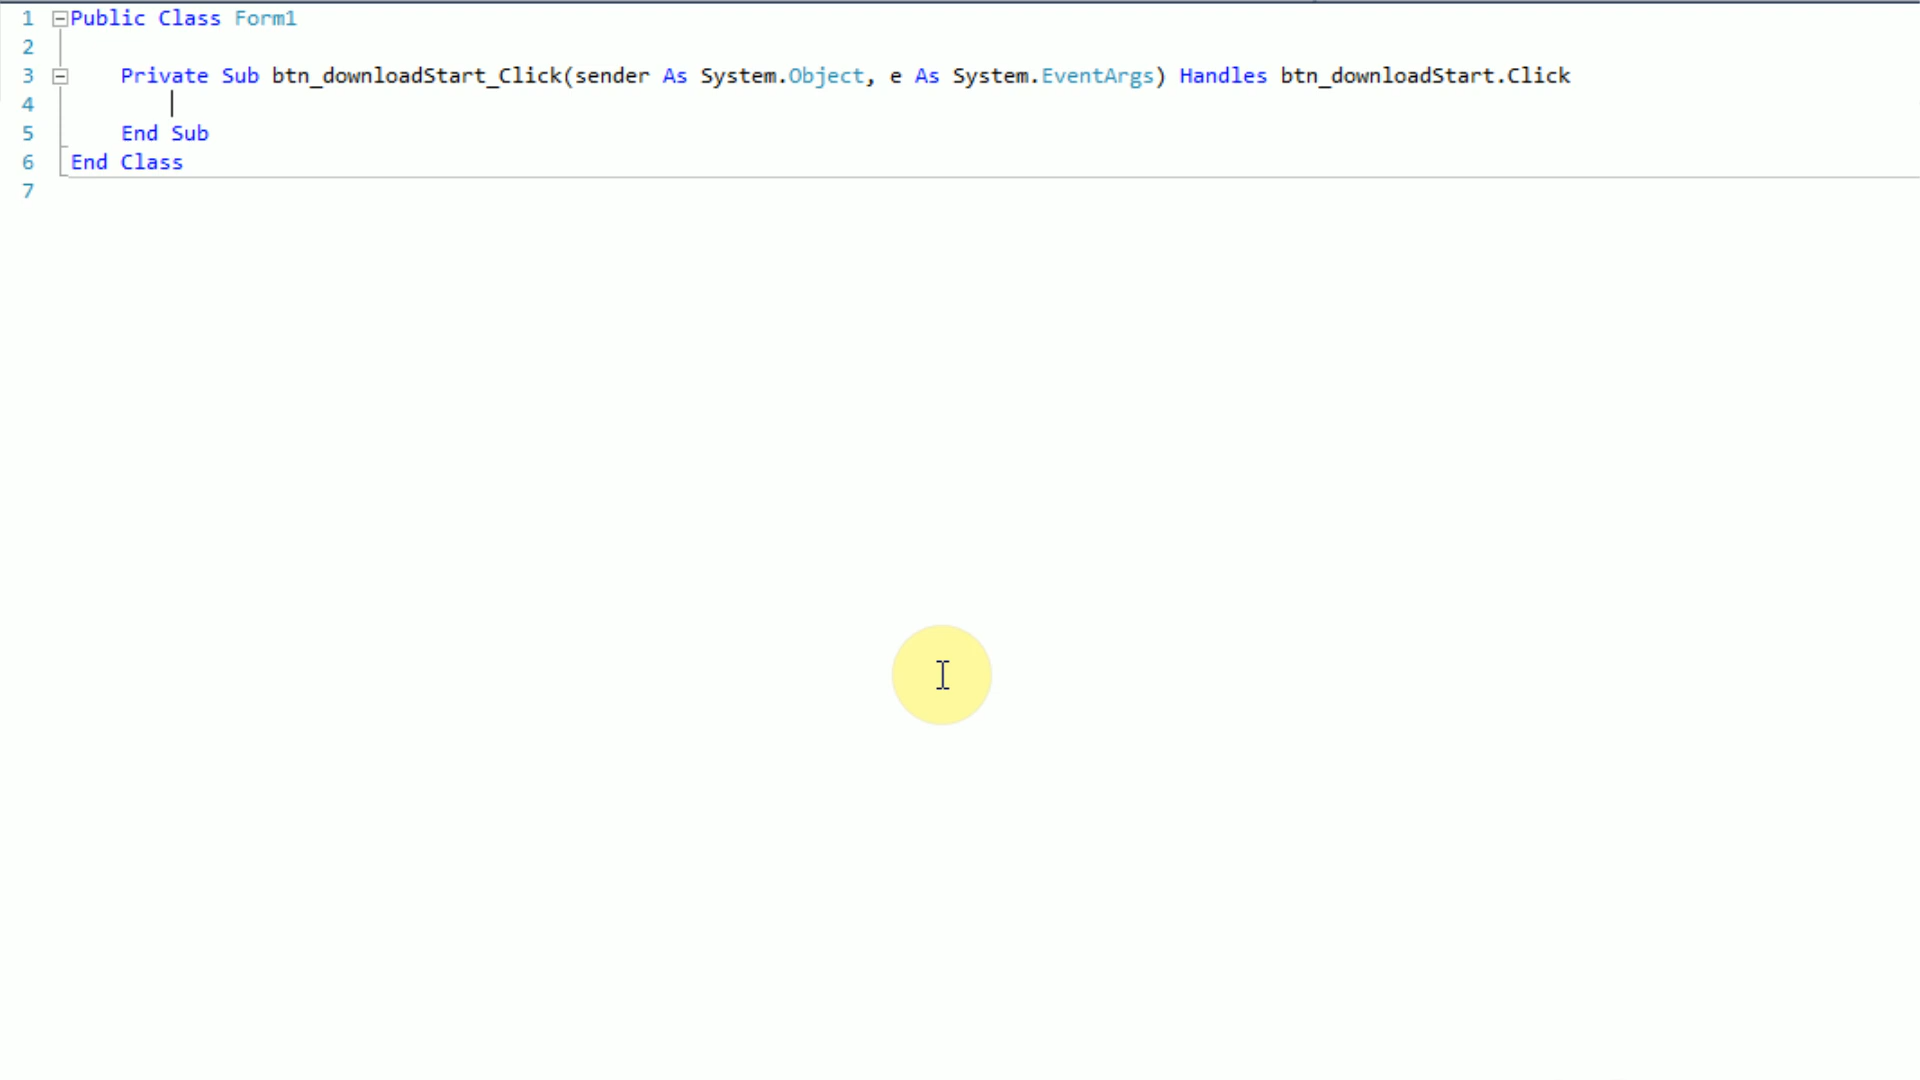 1 Public Class Form1
2
3 Private Sub btn_downloadStart_Click(sender As System.Object, e As System.EventArgs) Handles btn_downloadStart.Click
4
5 End Sub
6 End Class
7